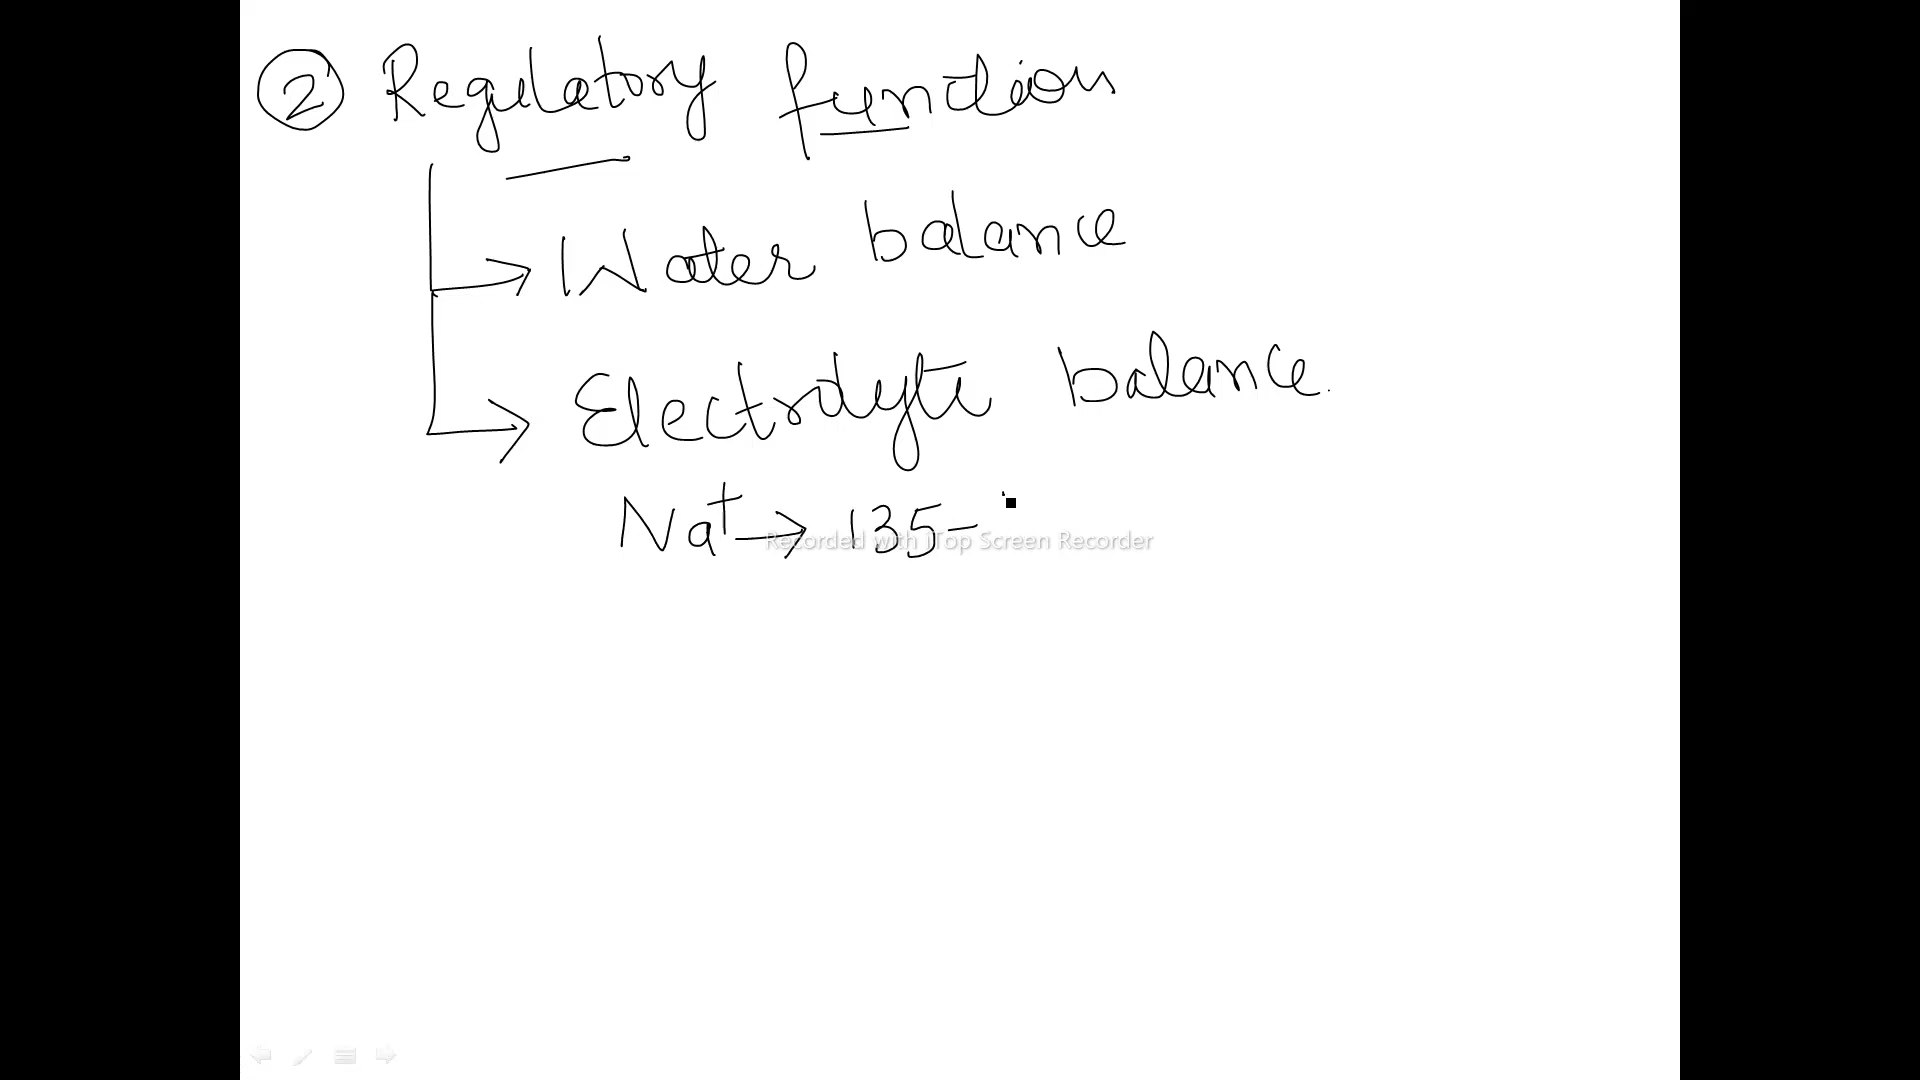 ② Regulatory function
→ Water balance
→ Electrolyte balance.
Na⁺ → 135-
Recorded with iTop Screen Recorder